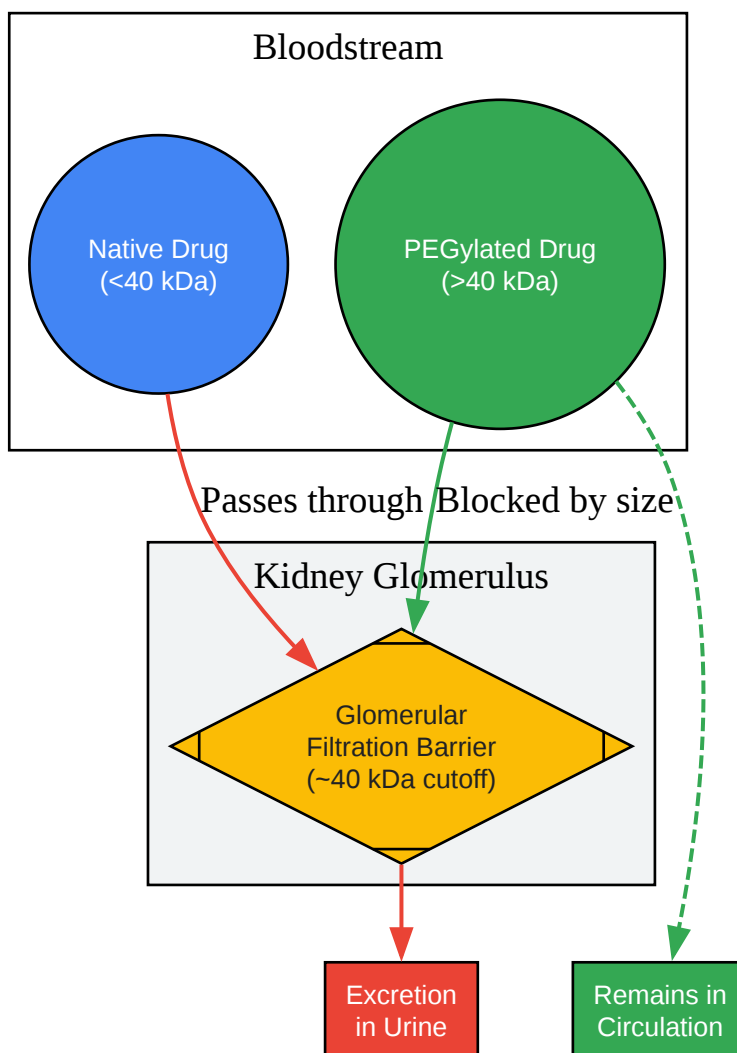 Bloodstream
Native Drug
(<40 kDa)
PEGylated Drug
(>40 kDa)
Passes through
Blocked by size
Kidney Glomerulus
Glomerular
Filtration Barrier
(~40 kDa cutoff)
Excretion
in Urine
Remains in
Circulation